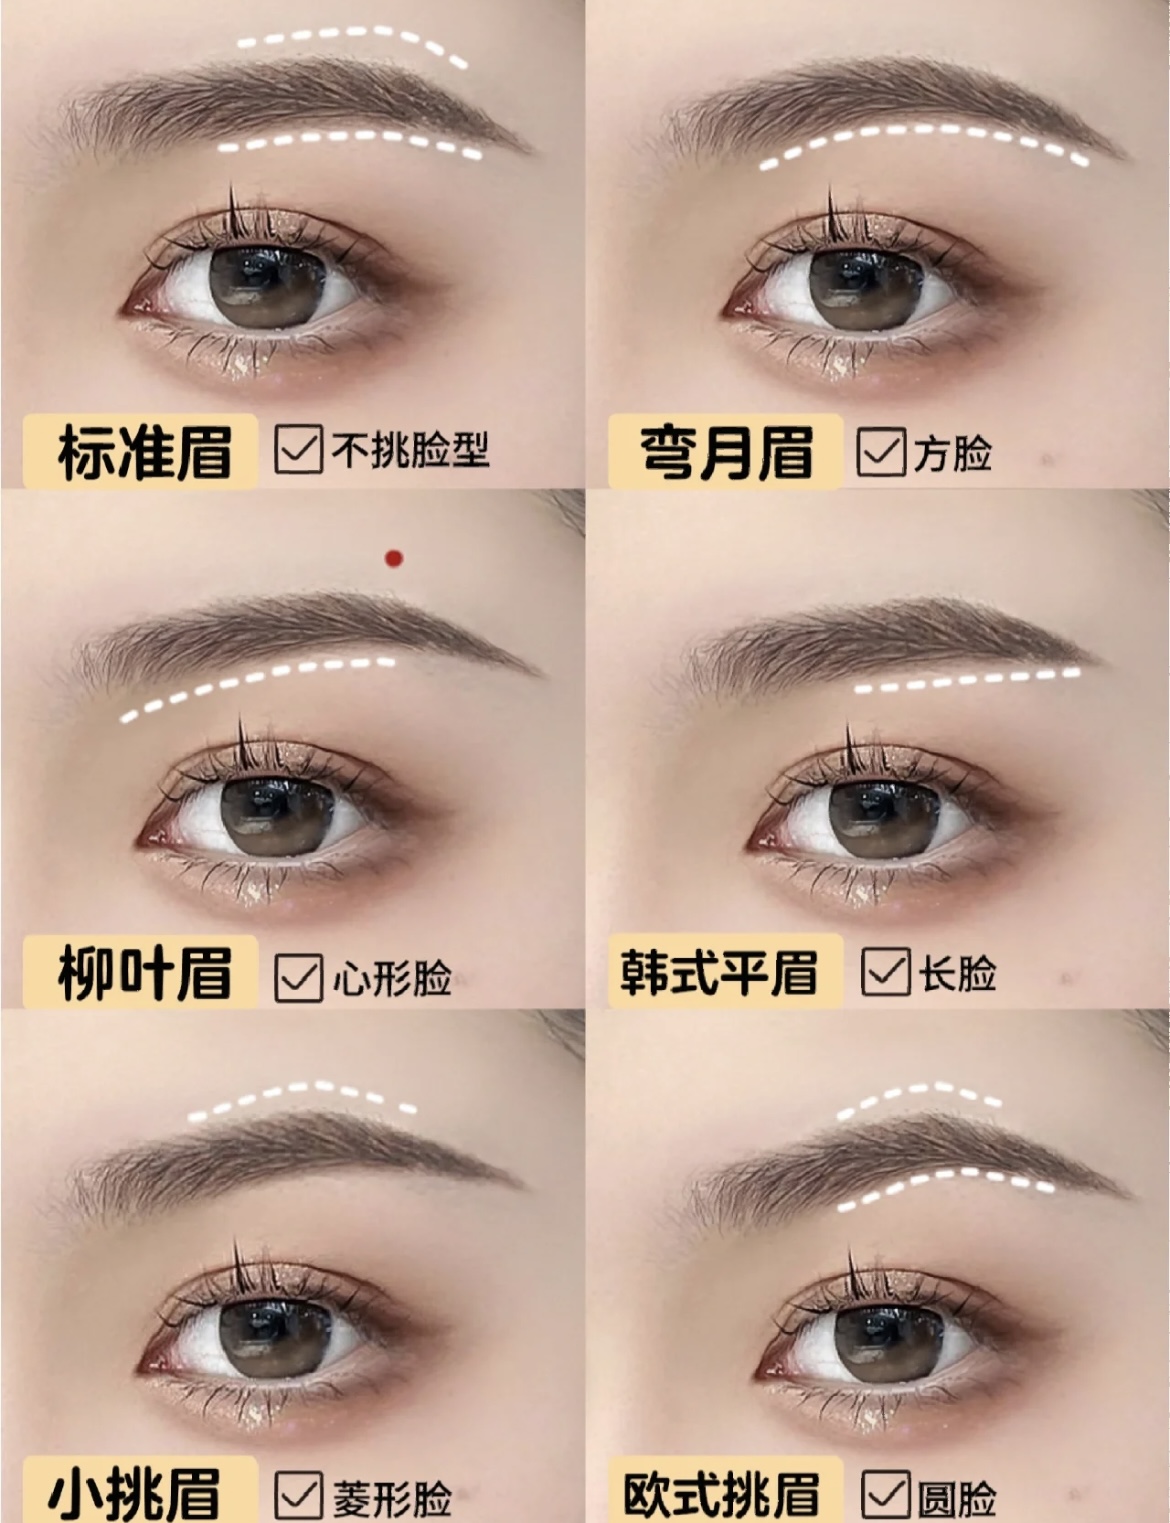 标准眉 不挑脸型
弯月眉 方脸
柳叶眉 心形脸
韩式平眉 长脸
小挑眉 菱形脸
欧式挑眉 圆脸